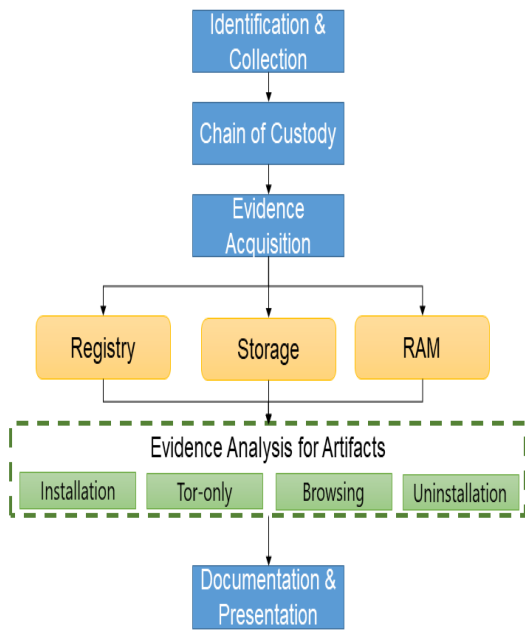 Identification &
Collection
Chain of Custody
Evidence
Acquisition
Registry
Storage
RAM
Evidence Analysis for Artifacts
Installation
Tor-only
Browsing
Uninstallation
Documentation &
Presentation